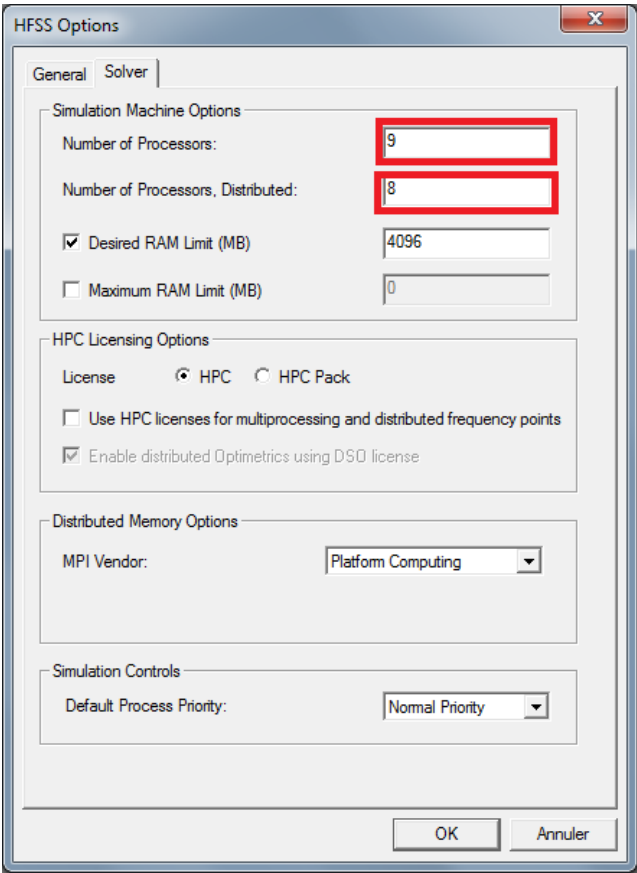 HFSS Options
General Solver
Simulation Machine Options
Number of Processors: 9
Number of Processors, Distributed: 8
Desired RAM Limit (MB) 4096
Maximum RAM Limit (MB) 0
HPC Licensing Options
License HPC HPC Pack
Use HPC licenses for multiprocessing and distributed frequency points
Enable distributed Optimetrics using DSO license
Distributed Memory Options
MPI Vendor: Platform Computing
Simulation Controls
Default Process Priority: Normal Priority
OK Annuler